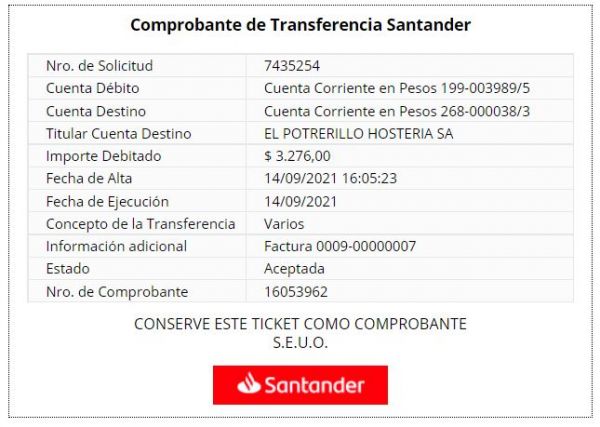 Comprobante de Transferencia Santander
Nro. de Solicitud 7435254
Cuenta Débito Cuenta Corriente en Pesos 199-003989/5
Cuenta Destino Cuenta Corriente en Pesos 268-000038/3
Titular Cuenta Destino EL POTRERILLO HOSTERIA SA
Importe Debitado $ 3.276,00
Fecha de Alta 14/09/2021 16:05:23
Fecha de Ejecución 14/09/2021
Concepto de la Transferencia Varios
Información adicional Factura 0009-00000007
Estado Aceptada
Nro. de Comprobante 16053962
CONSERVE ESTE TICKET COMO COMPROBANTE
S.E.U.O.
Santander